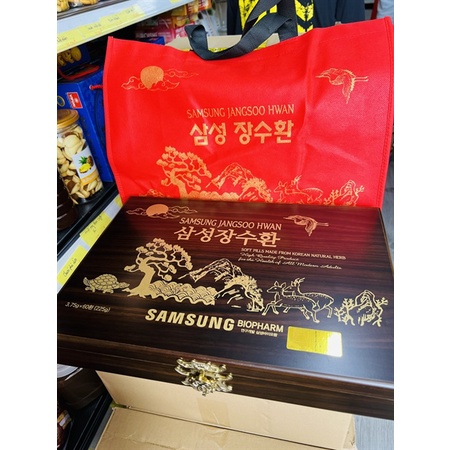 SAMSUNG JANGSOO HWAN
삼성 장수환
SAMSUNG JANGSOO HWAN
삼성장수환
SOFT PILLS MADE FROM KOREAN NATURAL HERB
High Quality Product
for the Health of All Modern Adults
3.75g×60환(225g)
SAMSUNG BIOPHARM